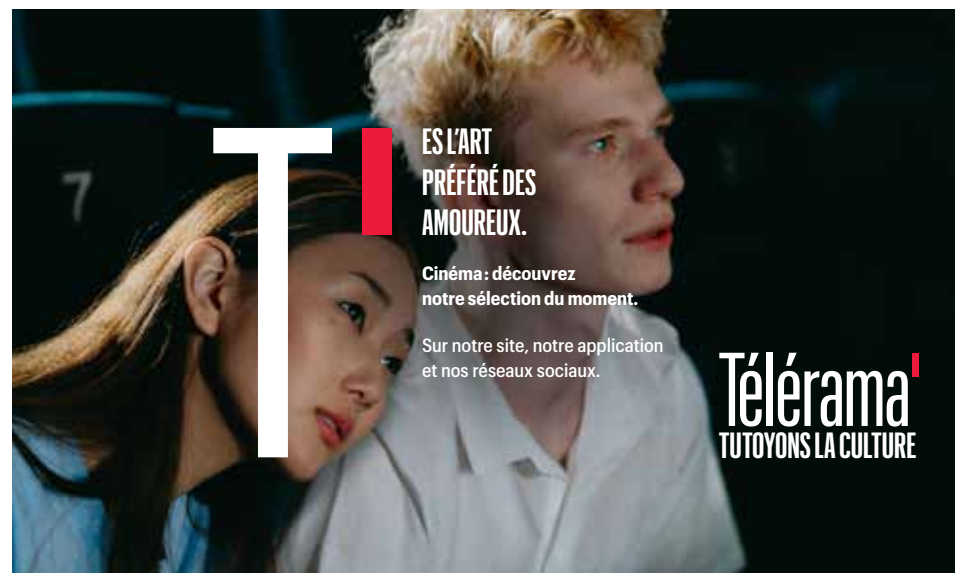 7
T'
ES L'ART
PRÉFÉRÉ DES
AMOUREUX.
Cinéma : découvrez
notre sélection du moment.
Sur notre site, notre application
et nos réseaux sociaux.
Télérama'
TUTOYONS LA CULTURE